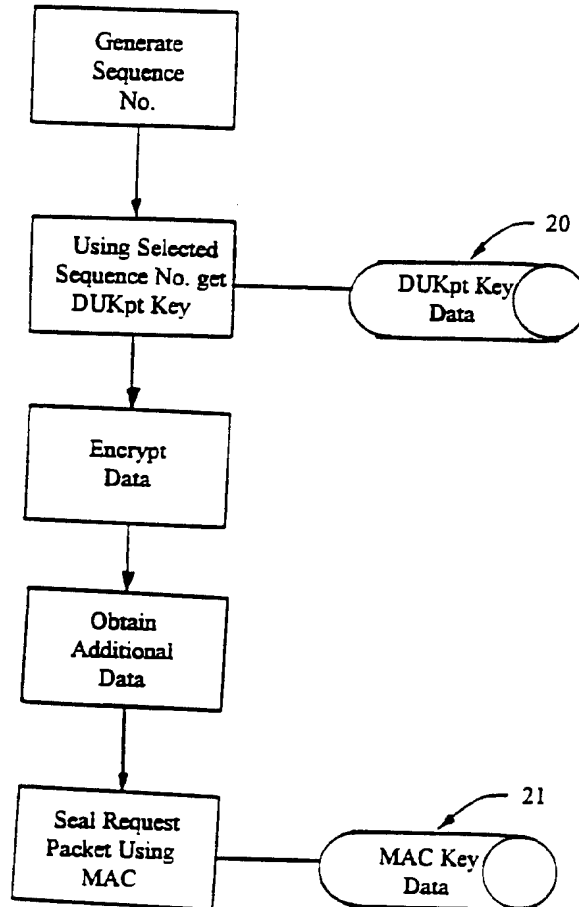 Generate
Sequence
No.
Using Selected
Sequence No. get
DUKpt Key
20
DUKpt Key
Data
Encrypt
Data
Obtain
Additional
Data
Seal Request
Packet Using
MAC
21
MAC Key
Data